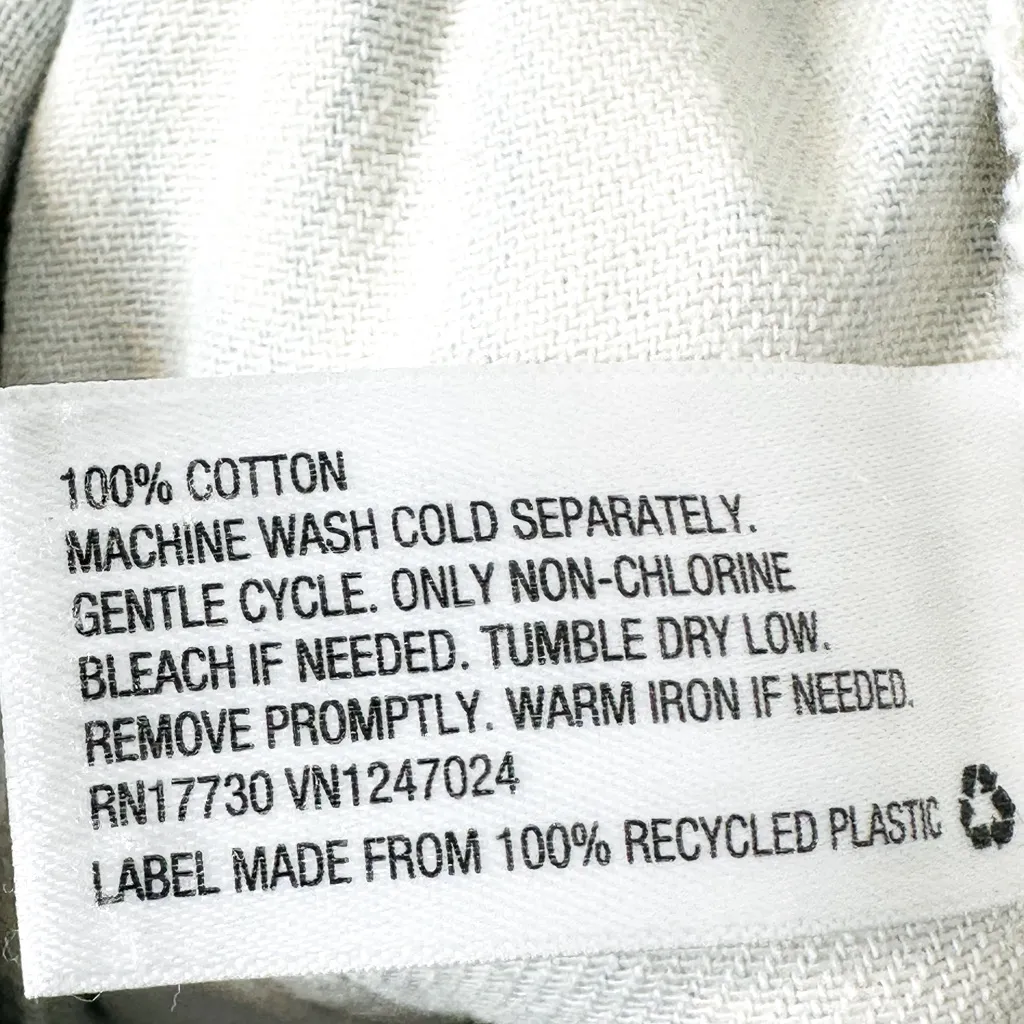 100% COTTON
MACHINE WASH COLD SEPARATELY.
GENTLE CYCLE. ONLY NON-CHLORINE
BLEACH IF NEEDED. TUMBLE DRY LOW.
REMOVE PROMPTLY. WARM IRON IF NEEDED.
RN17730 VN1247024
LABEL MADE FROM 100% RECYCLED PLASTIC